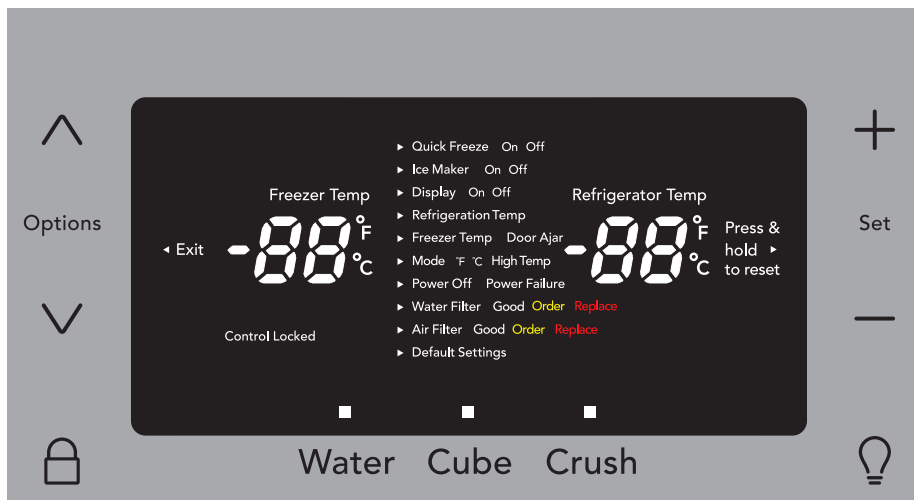 Quick Freeze On Off
Ice Maker On Off
Freezer Temp
Display On Off
Refrigerator Temp
Options
-88 °F °C
Refrigeration Temp
-88 °F °C
Set
Exit
Freezer Temp Door Ajar
Press &
hold
to reset
Mode °F °C High Temp
Power Off Power Failure
Water Filter Good Order Replace
Control Locked
Air Filter Good Order Replace
Default Settings
Water Cube Crush